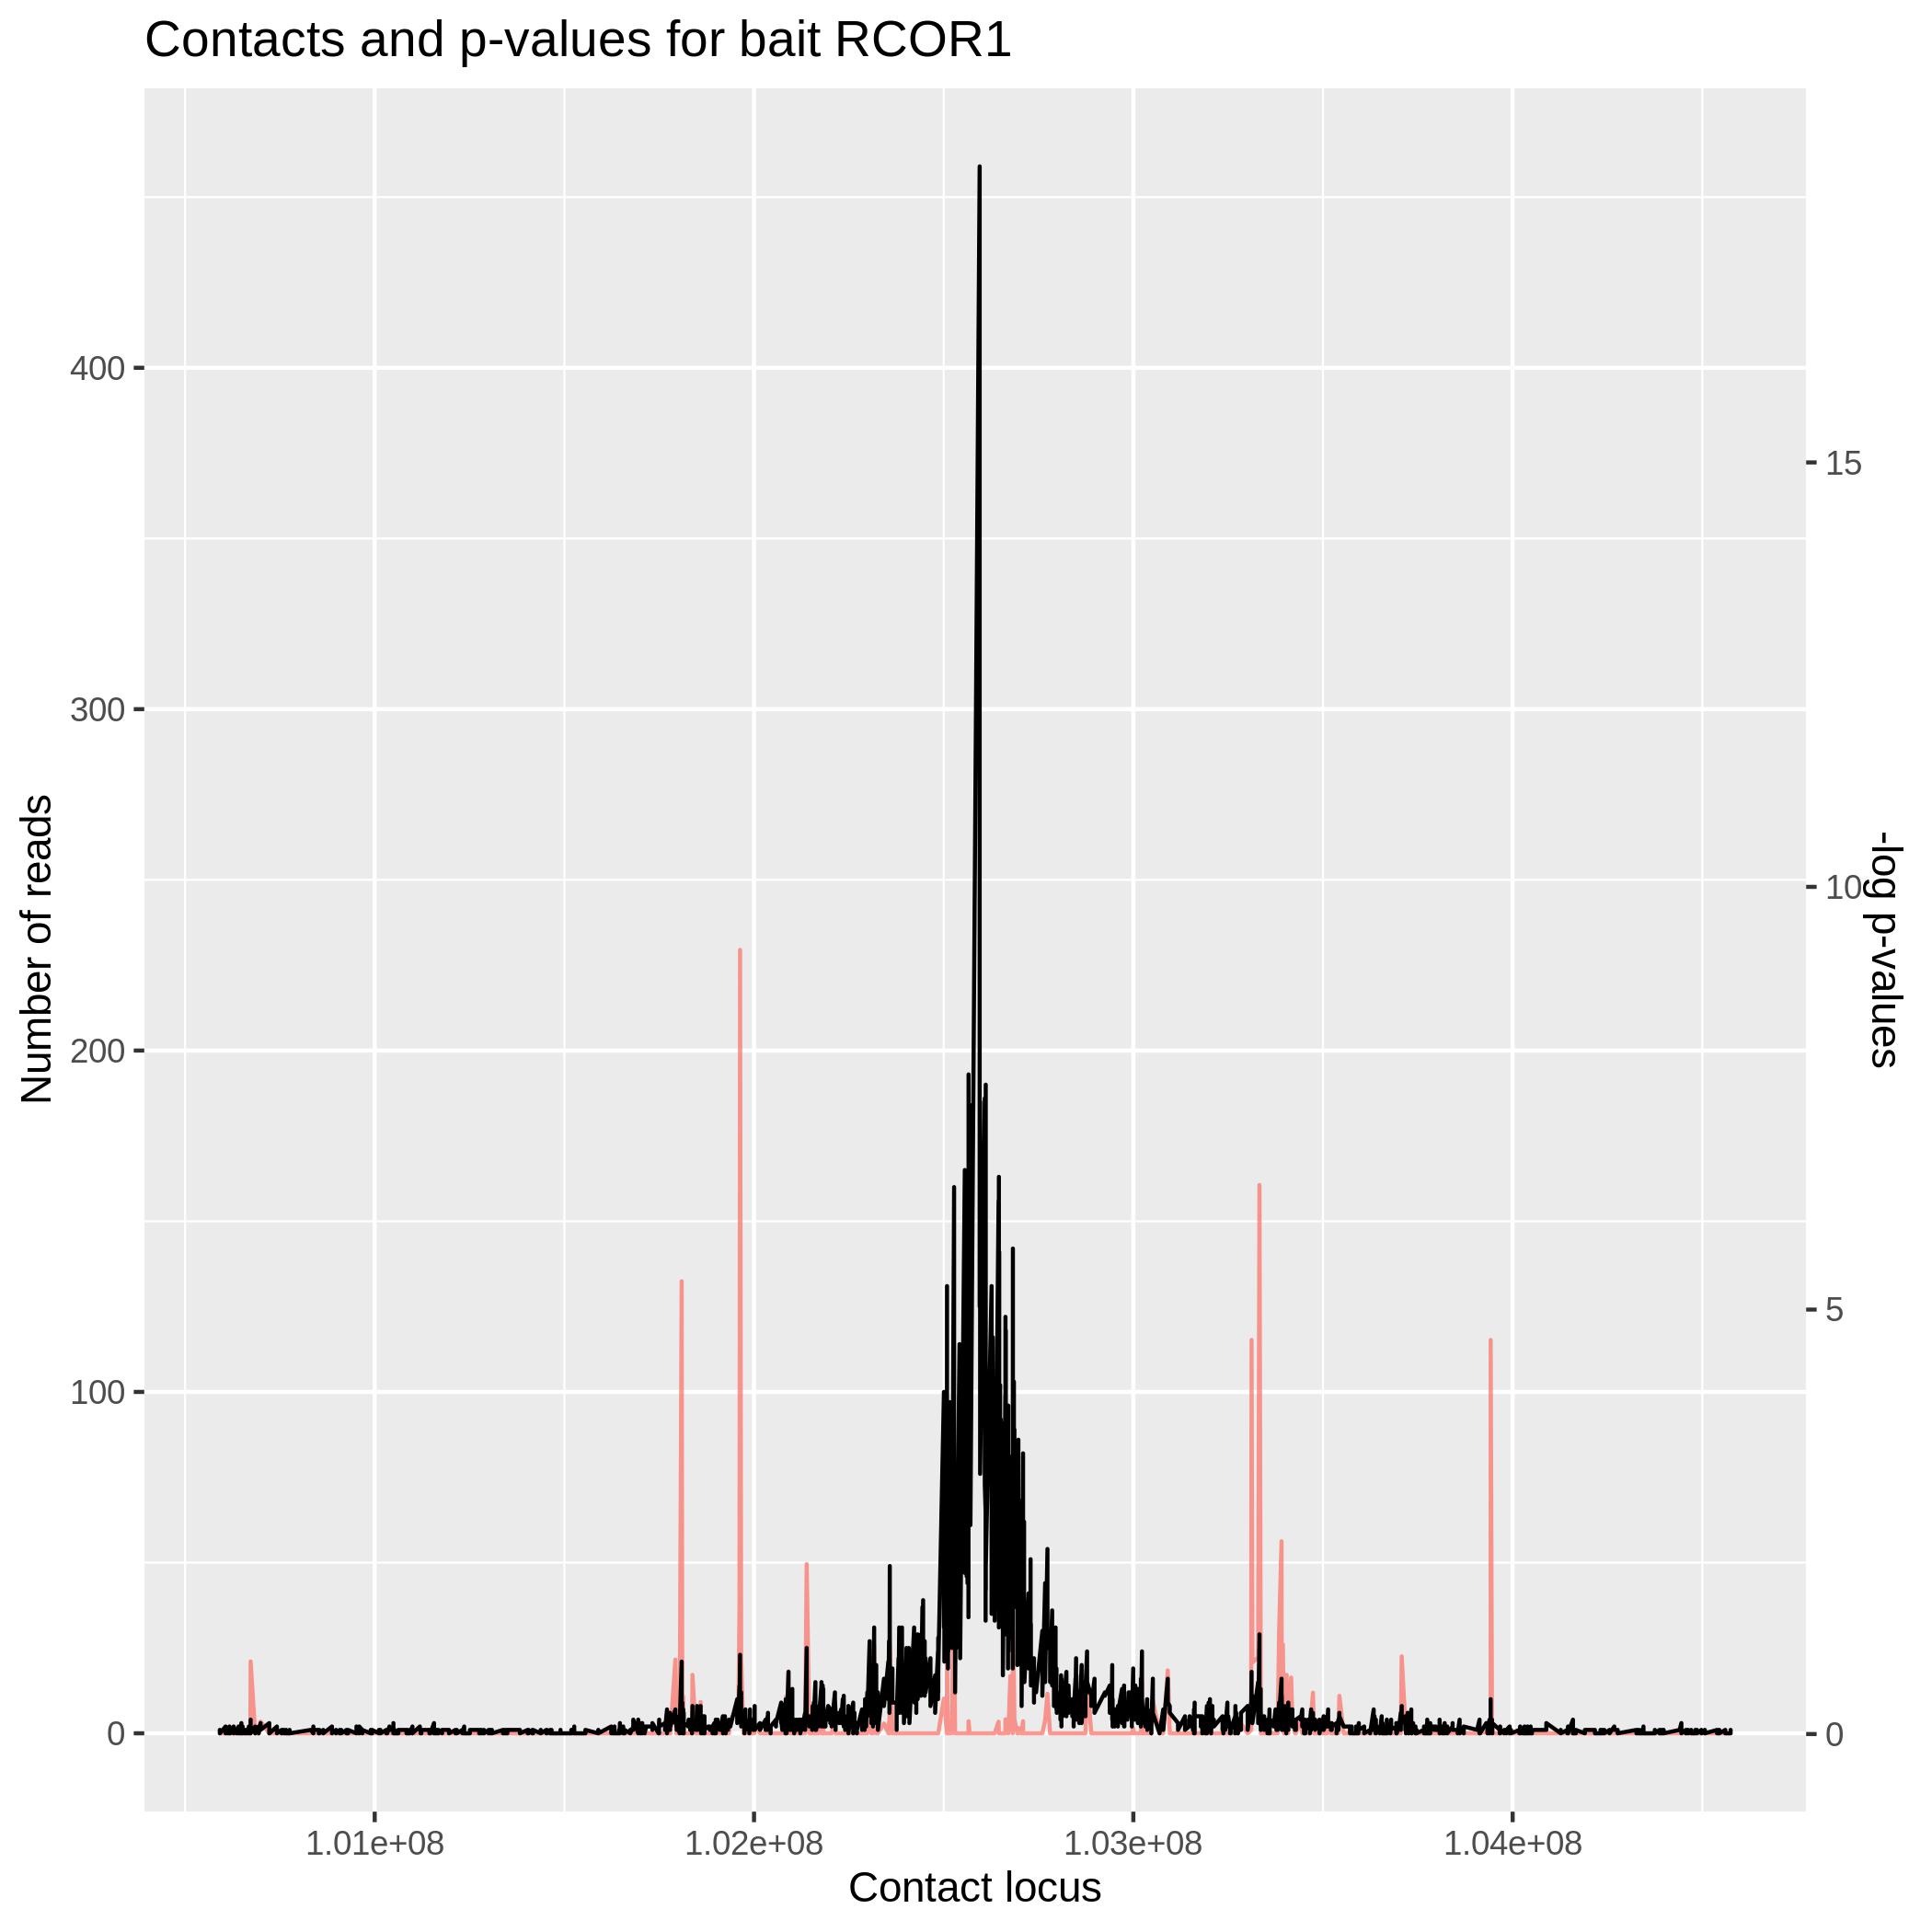 Contacts and p-values for bait RCOR1
Number of reads
400
300
200
100
0
15
10
5
0
-log p-values
1.01e+08
1.02e+08
1.03e+08
1.04e+08
Contact locus